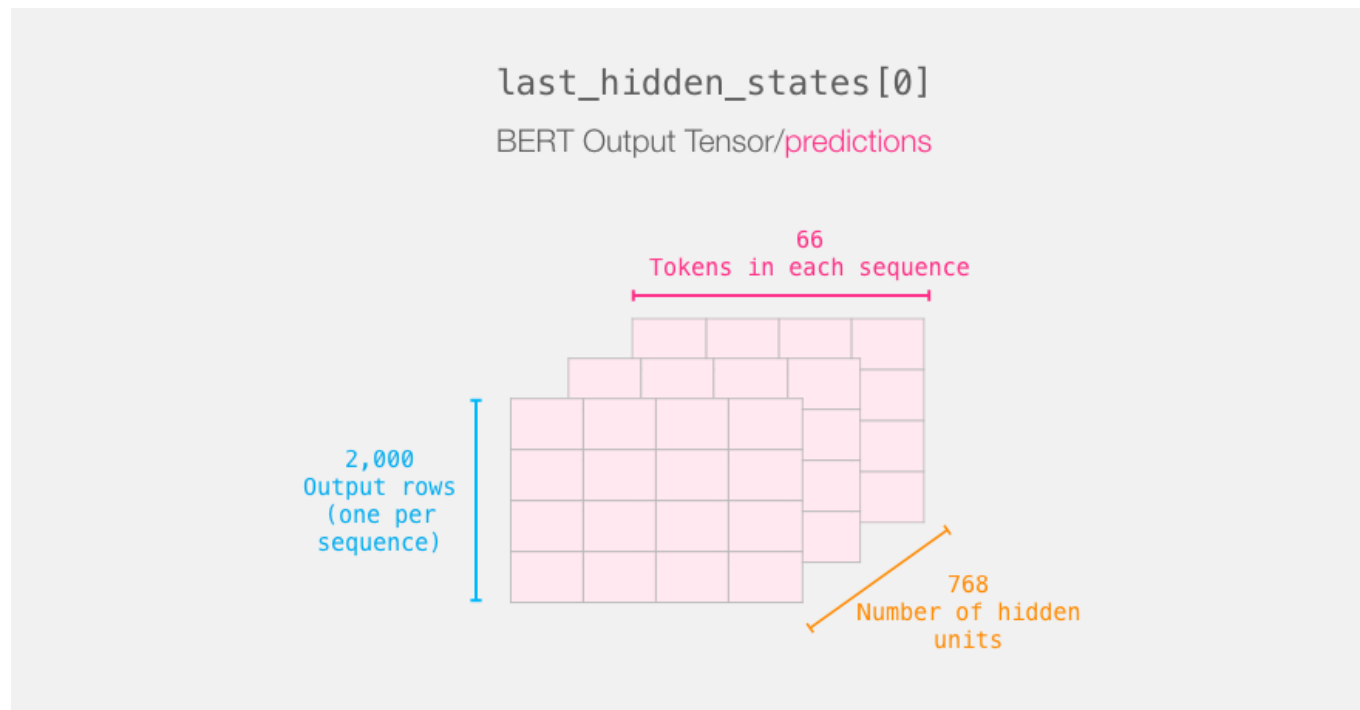 last_hidden_states[0]
BERT Output Tensor/predictions
66
Tokens in each sequence
2,000
Output rows
(one per
sequence)
768
Number of hidden
units